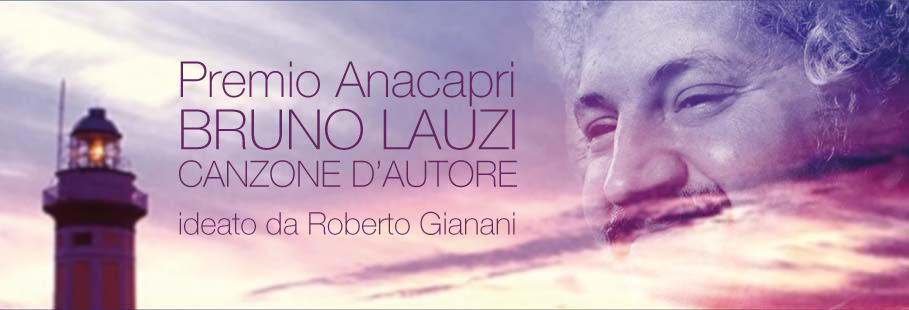 Premio Anacapri
BRUNO LAUZI
CANZONE D'AUTORE
ideato da Roberto Gianani